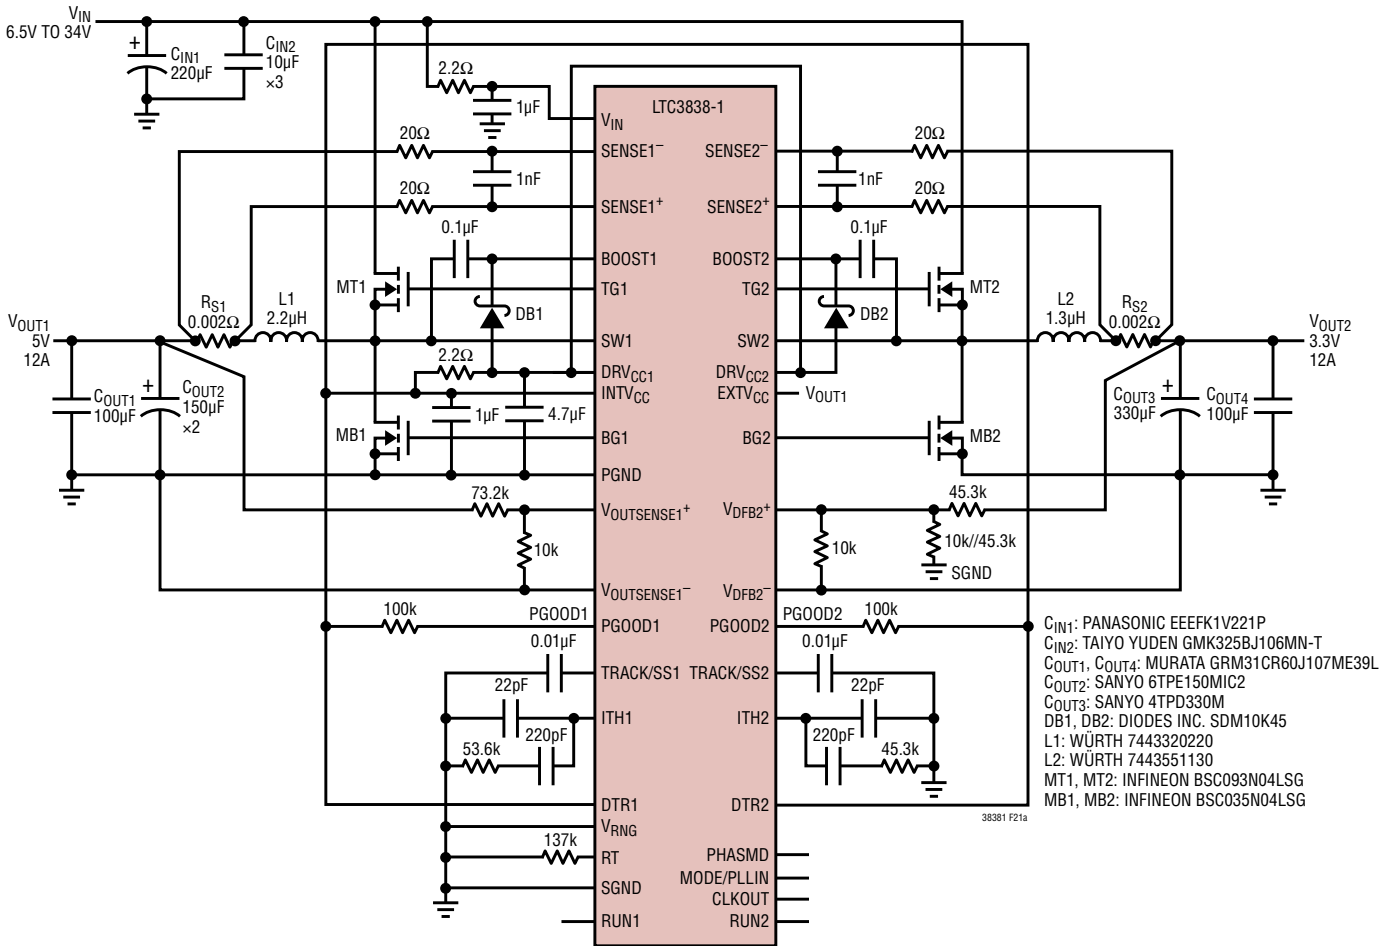 VIN
6.5V TO 34V
+
CIN1
220µF
CIN2
10µF
×3
2.2Ω
1µF
LTC3838-1
VIN
20Ω
SENSE1–
SENSE2–
20Ω
1nF
1nF
20Ω
SENSE1+
SENSE2+
20Ω
0.1µF
0.1µF
BOOST1
BOOST2
MT1
TG1
TG2
MT2
DB1
DB2
VOUT1
5V
12A
RS1
0.002Ω
L1
2.2µH
SW1
SW2
L2
1.3µH
RS2
0.002Ω
VOUT2
3.3V
12A
2.2Ω
DRVCC1
DRVCC2
INTVCC
EXTVCC
VOUT1
COUT1
100µF
+
COUT2
150µF
×2
1µF
4.7µF
COUT3
330µF
+
COUT4
100µF
MB1
BG1
BG2
MB2
PGND
73.2k
VOUTSENSE1+
VDFB2+
45.3k
10k
10k
10k//45.3k
SGND
VOUTSENSE1–
VDFB2–
100k
PGOOD1
PGOOD1
PGOOD2
PGOOD2
100k
0.01µF
0.01µF
TRACK/SS1
TRACK/SS2
22pF
22pF
ITH1
ITH2
220pF
53.6k
220pF
45.3k
DTR1
DTR2
VRNG
137k
RT
PHASMD
MODE/PLLIN
SGND
CLKOUT
RUN1
RUN2
38381 F21a
CIN1: PANASONIC EEEFK1V221P
CIN2: TAIYO YUDEN GMK325BJ106MN-T
COUT1, COUT4: MURATA GRM31CR60J107ME39L
COUT2: SANYO 6TPE150MIC2
COUT3: SANYO 4TPD330M
DB1, DB2: DIODES INC. SDM10K45
L1: WÜRTH 7443320220
L2: WÜRTH 7443551130
MT1, MT2: INFINEON BSC093N04LSG
MB1, MB2: INFINEON BSC035N04LSG